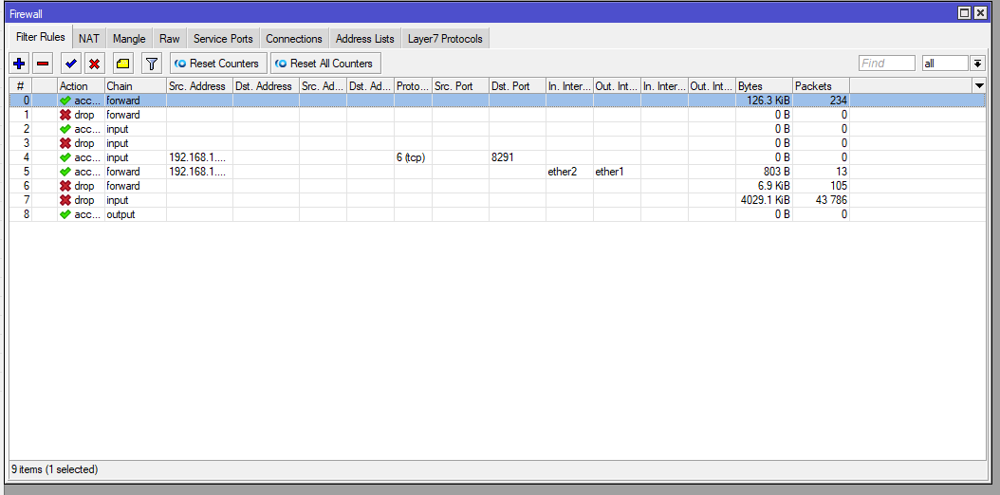 Firewall
Filter Rules NAT Mangle Raw Service Ports Connections Address Lists Layer7 Protocols
Reset Counters Reset All Counters Find all
# Action Chain Src. Address Dst. Address Src. Ad... Dst. Ad... Proto... Src. Port Dst. Port In. Inter... Out. Int... In. Inter... Out. Int... Bytes Packets
0 acc... forward 126.3 KiB 234
1 drop forward 0 B 0
2 acc... input 0 B 0
3 drop input 0 B 0
4 acc... input 192.168.1.... 6 (tcp) 8291 0 B 0
5 acc... forward 192.168.1.... ether2 ether1 803 B 13
6 drop forward 6.9 KiB 105
7 drop input 4029.1 KiB 43 786
8 acc... output 0 B 0
9 items (1 selected)